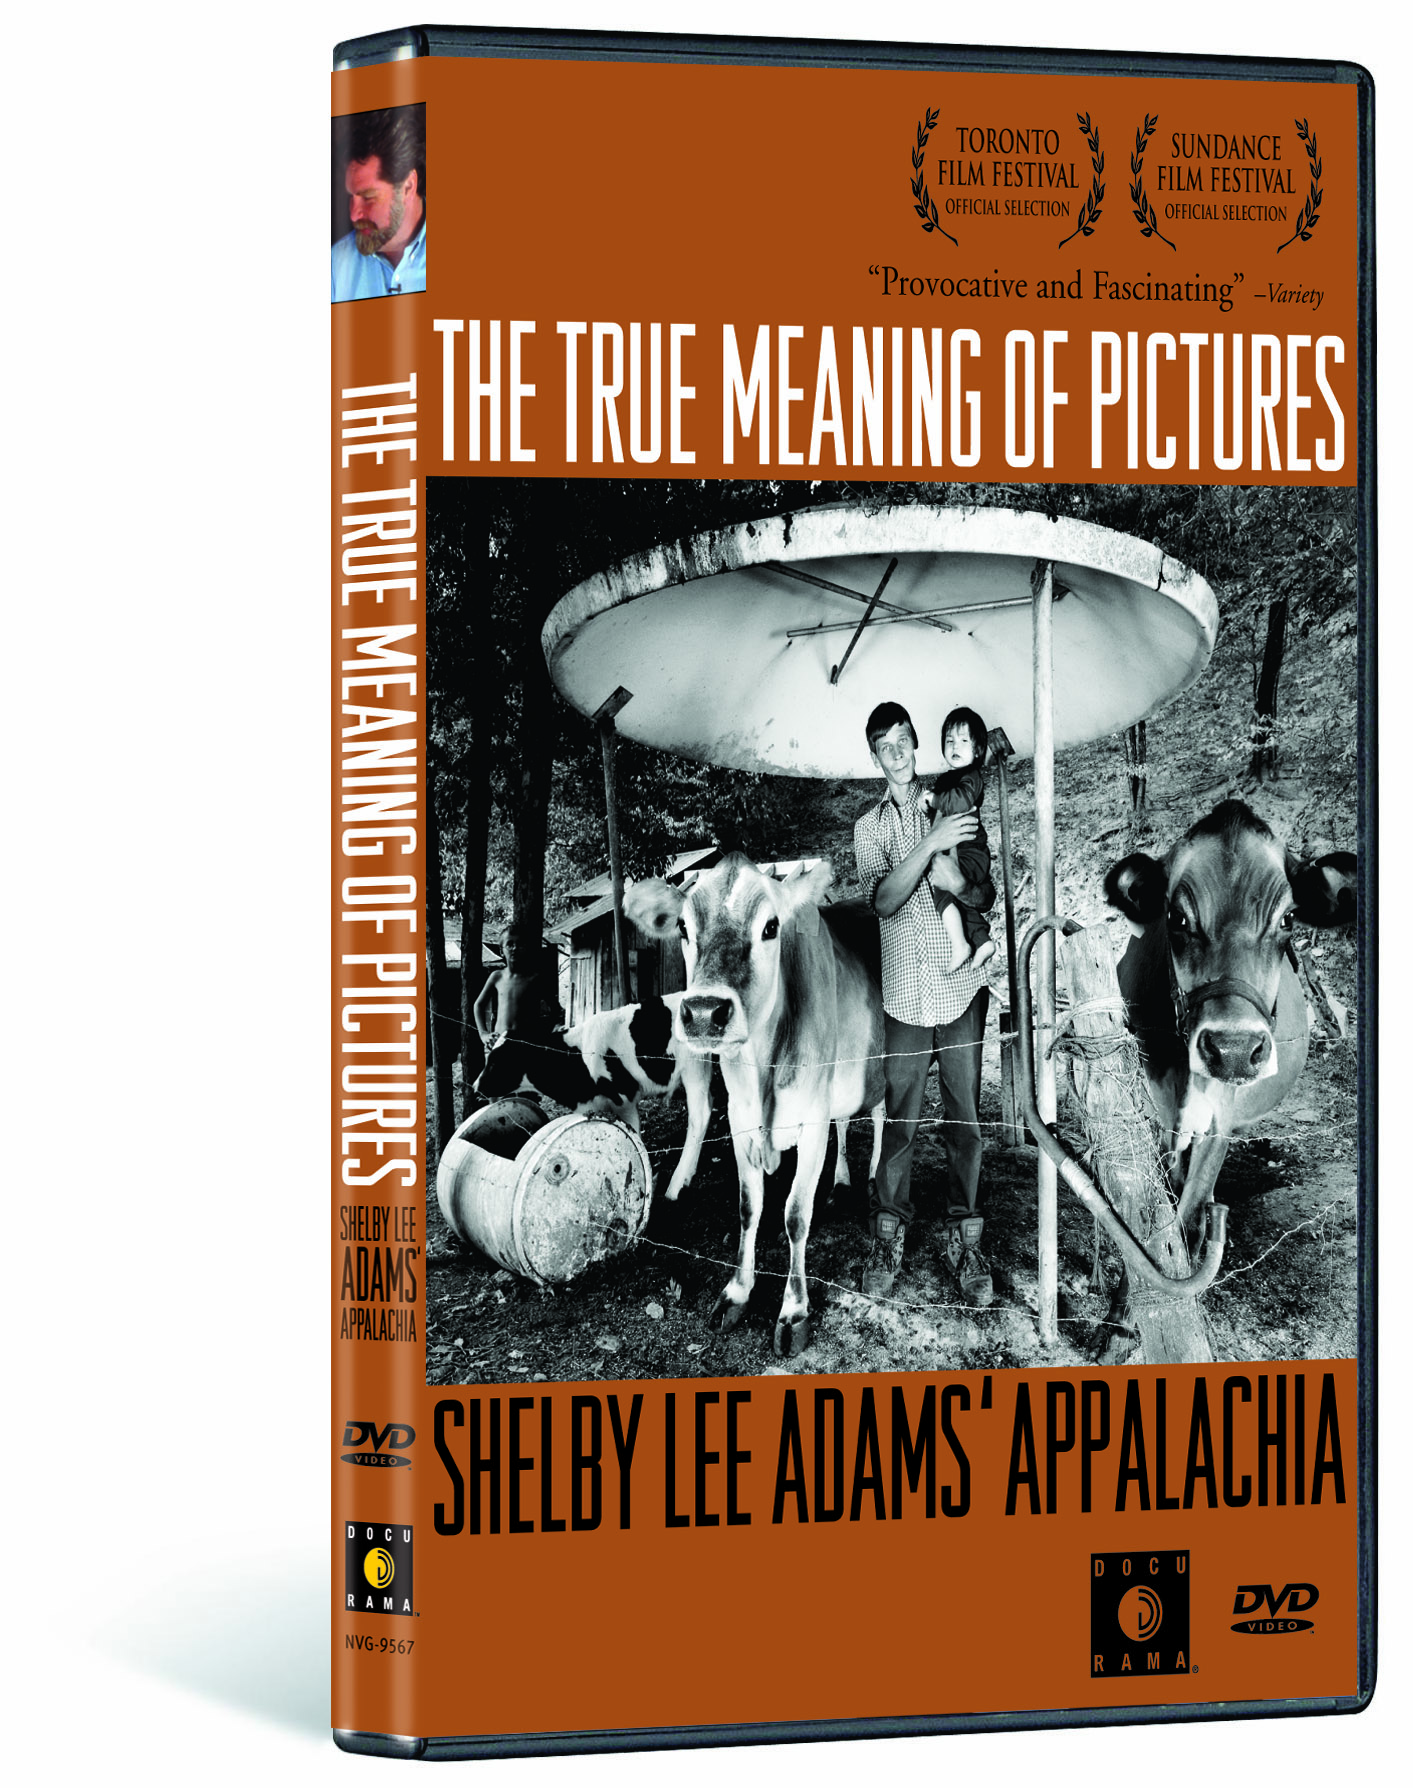 TORONTO
FILM FESTIVAL
OFFICIAL SELECTION
SUNDANCE
FILM FESTIVAL
OFFICIAL SELECTION
“Provocative and Fascinating” –Variety
THE TRUE MEANING OF PICTURES
SHELBY LEE ADAMS' APPALACHIA
DOCU
RAMA®
DVD
VIDEO
THE TRUE MEANING OF PICTURES
SHELBY LEE
ADAMS'
APPALACHIA
DVD
VIDEO
DOCU
RAMA™
NVG-9567